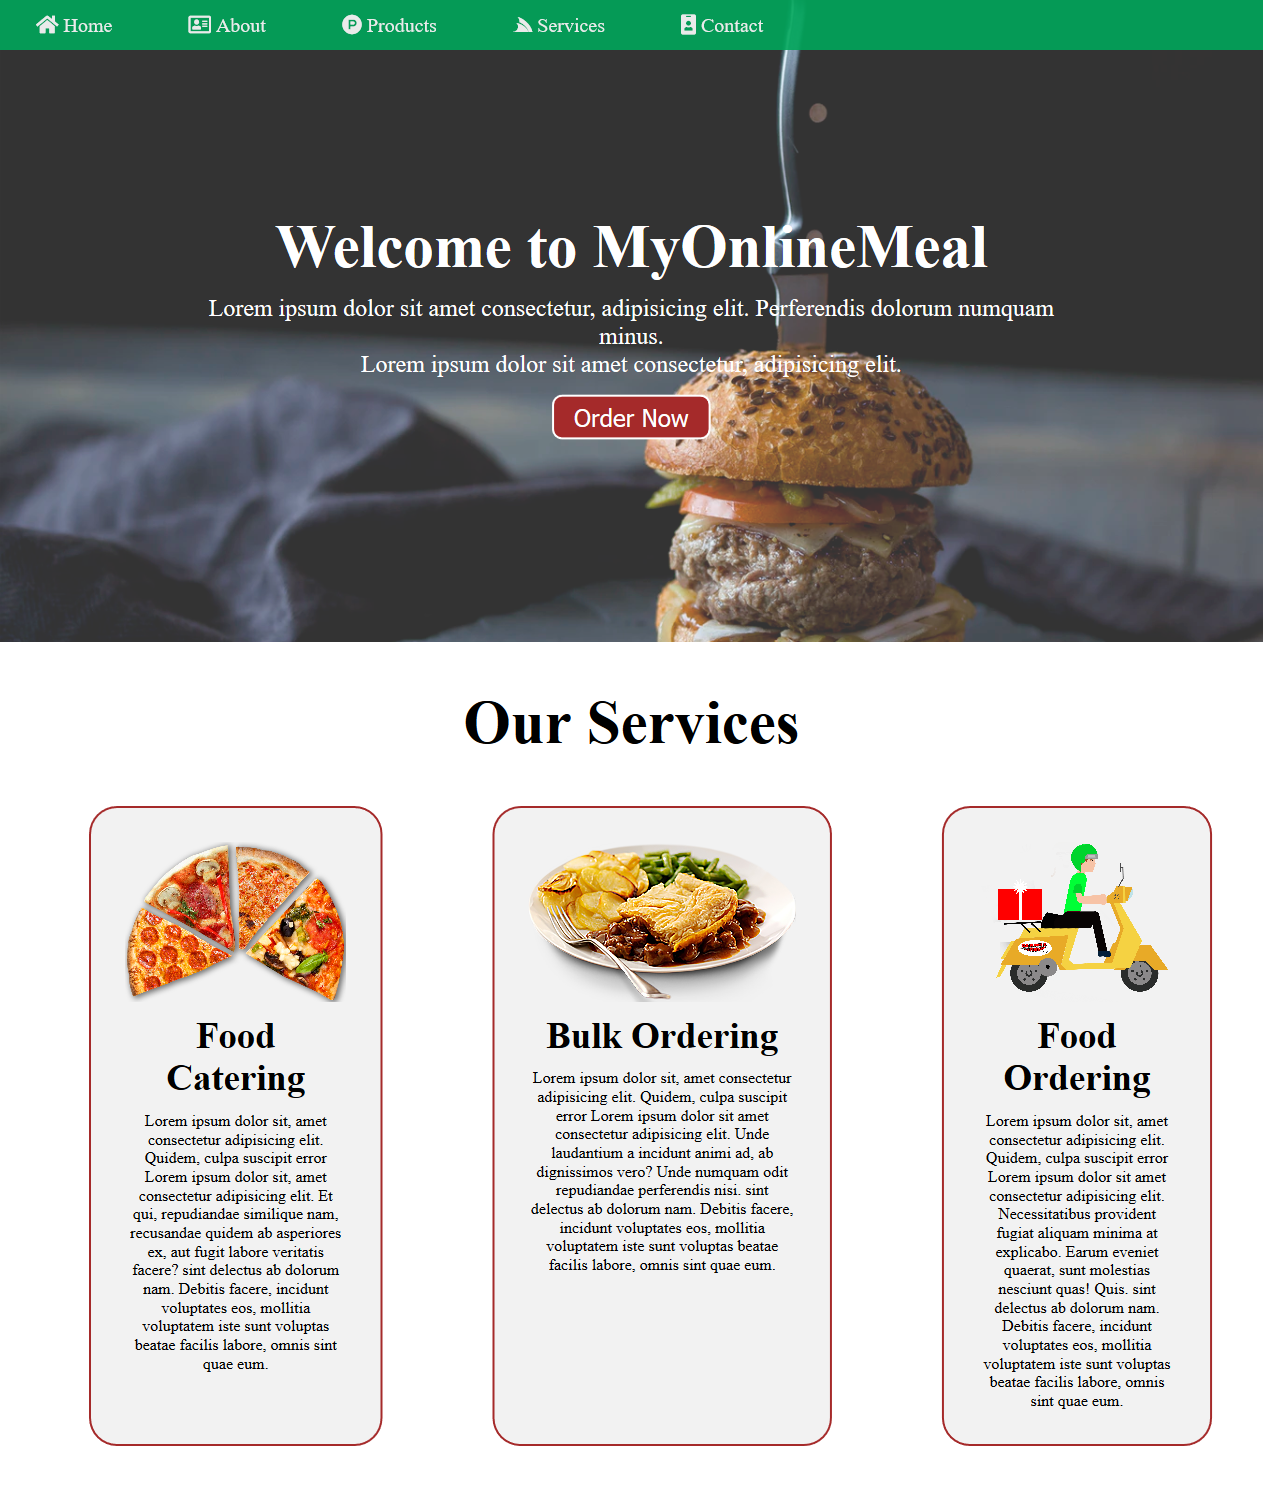 Home About Products Services Contact
Welcome to MyOnlineMeal
Lorem ipsum dolor sit amet consectetur, adipisicing elit. Perferendis dolorum numquam
minus.
Lorem ipsum dolor sit amet consectetur, adipisicing elit.
Order Now
Our Services
Food
Catering
Lorem ipsum dolor sit, amet
consectetur adipisicing elit.
Quidem, culpa suscipit error
Lorem ipsum dolor sit, amet
consectetur adipisicing elit. Et
qui, repudiandae similique nam,
recusandae quidem ab asperiores
ex, aut fugit labore veritatis
facere? sint delectus ab dolorum
nam. Debitis facere, incidunt
voluptates eos, mollitia
voluptatem iste sunt voluptas
beatae facilis labore, omnis sint
quae eum.
Bulk Ordering
Lorem ipsum dolor sit, amet consectetur
adipisicing elit. Quidem, culpa suscipit
error Lorem ipsum dolor sit amet
consectetur adipisicing elit. Unde
laudantium a incidunt animi ad, ab
dignissimos vero? Unde numquam odit
repudiandae perferendis nisi. sint
delectus ab dolorum nam. Debitis facere,
incidunt voluptates eos, mollitia
voluptatem iste sunt voluptas beatae
facilis labore, omnis sint quae eum.
Food
Ordering
Lorem ipsum dolor sit, amet
consectetur adipisicing elit.
Quidem, culpa suscipit error
Lorem ipsum dolor sit amet
consectetur adipisicing elit.
Necessitatibus provident
fugiat aliquam minima at
explicabo. Earum eveniet
quaerat, sunt molestias
nesciunt quas! Quis. sint
delectus ab dolorum nam.
Debitis facere, incidunt
voluptates eos, mollitia
voluptatem iste sunt voluptas
beatae facilis labore, omnis
sint quae eum.